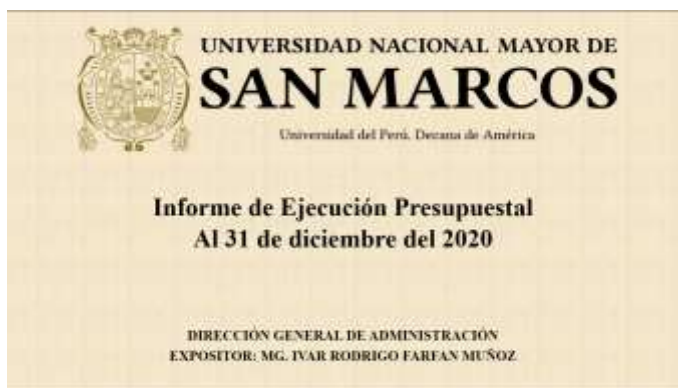 UNIVERSIDAD NACIONAL MAYOR DE
SAN MARCOS
Universidad del Perú, Decana de América
Informe de Ejecución Presupuestal
Al 31 de diciembre del 2020
DIRECCIÓN GENERAL DE ADMINISTRACIÓN
EXPOSITOR: MG. IVAR RODRIGO FARFAN MUÑOZ